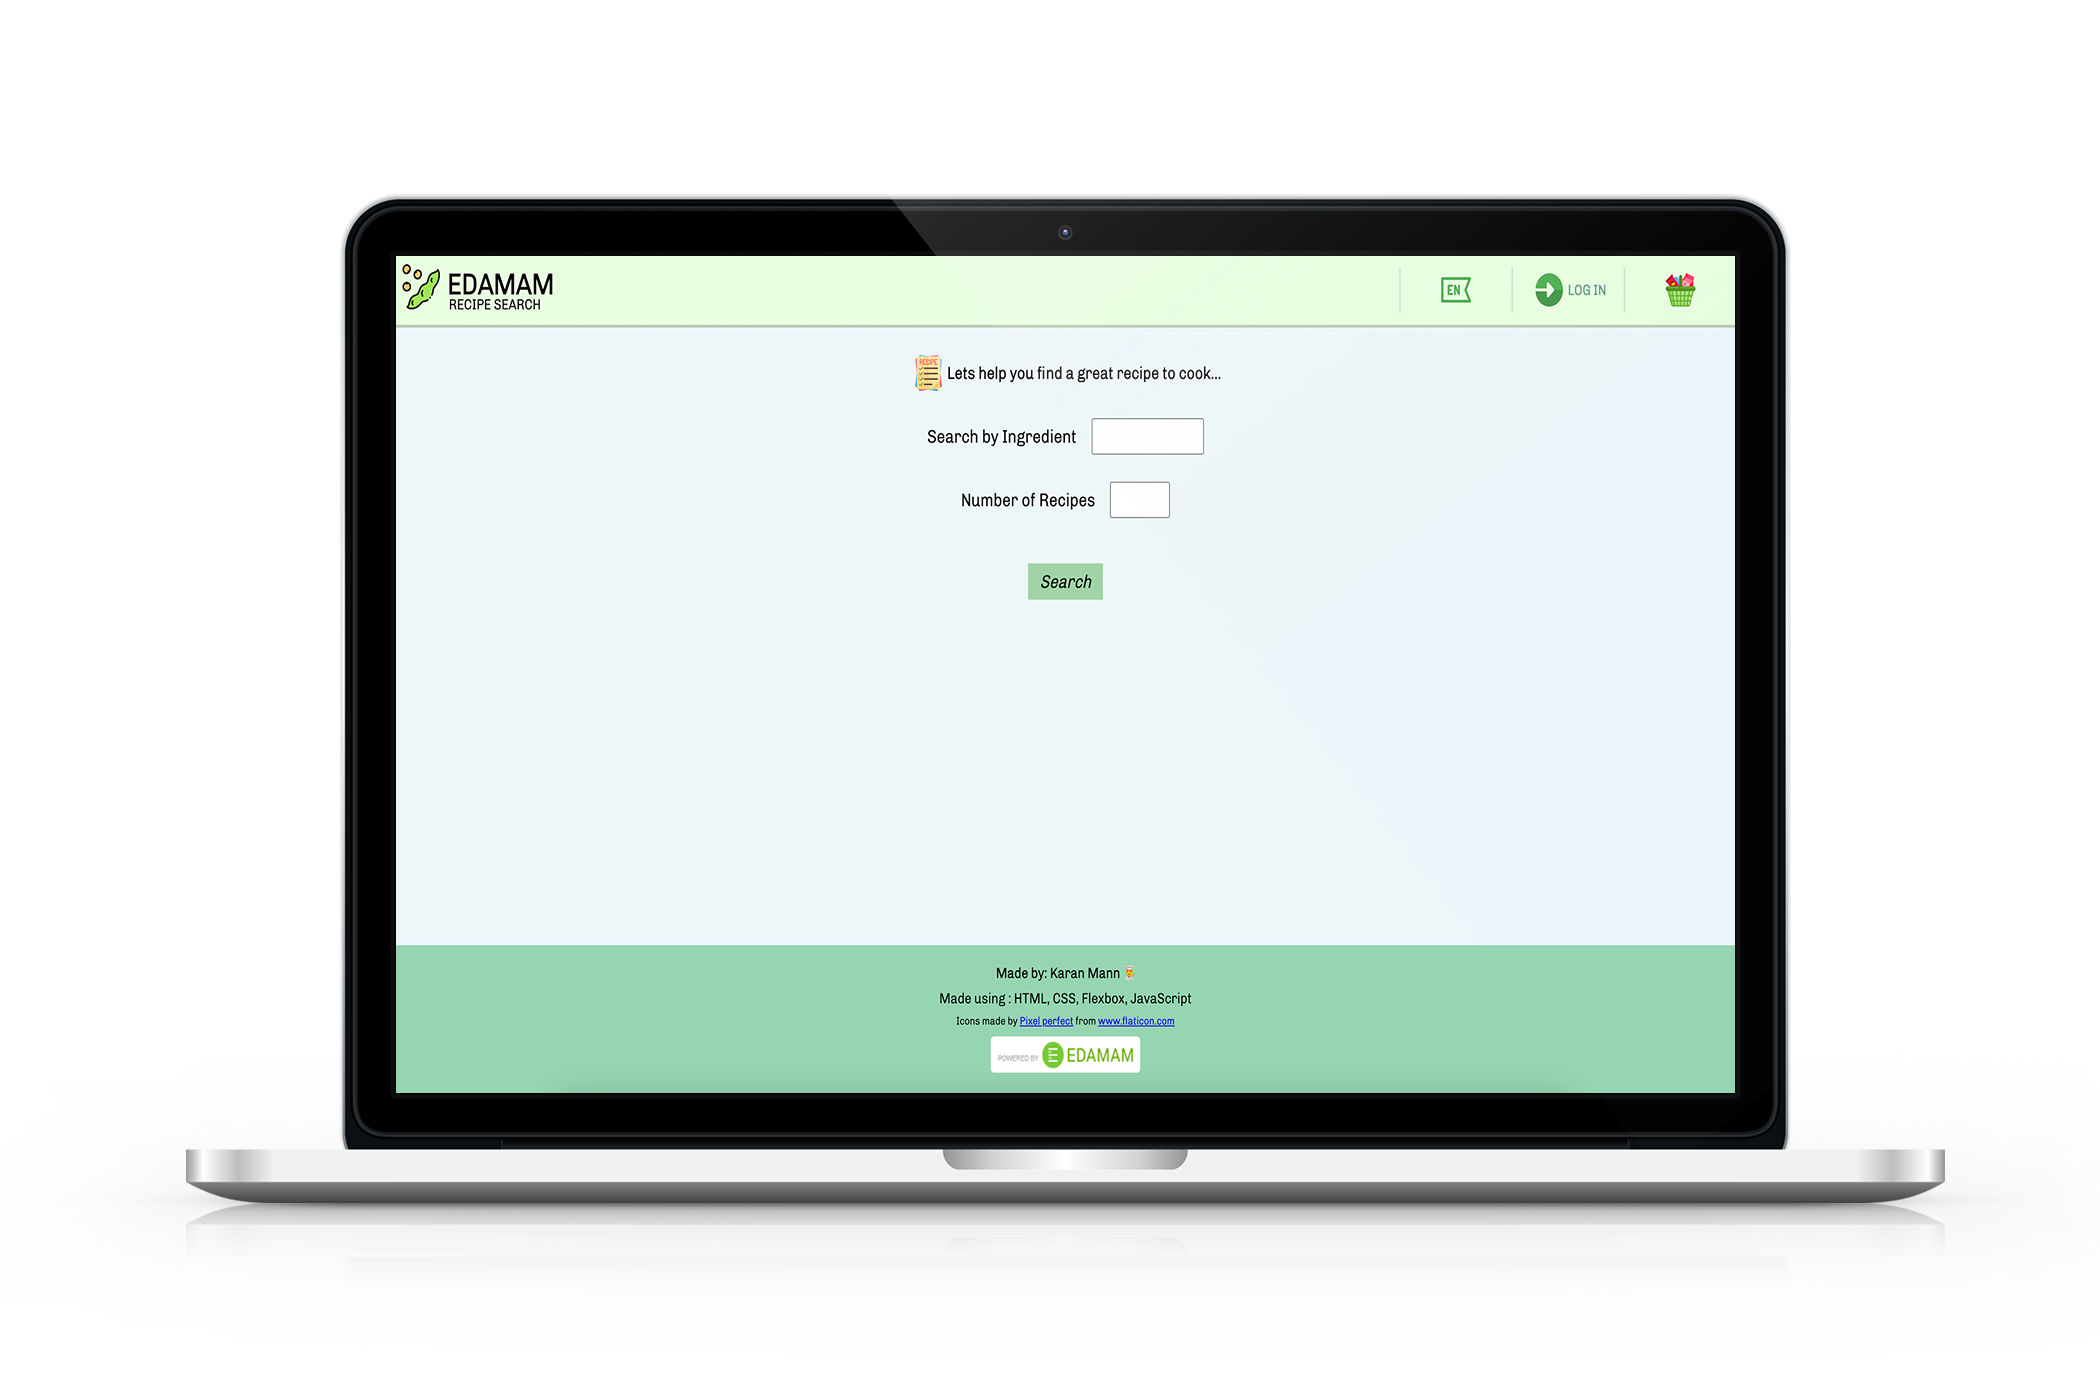 EDAMAM
RECIPE SEARCH
EN
LOG IN
RECIPE
Lets help you find a great recipe to cook...
Search by Ingredient
Number of Recipes
Search
Made by: Karan Mann
Made using : HTML, CSS, Flexbox, JavaScript
Icons made by Pixel perfect from www.flaticon.com
POWERED BY EDAMAM